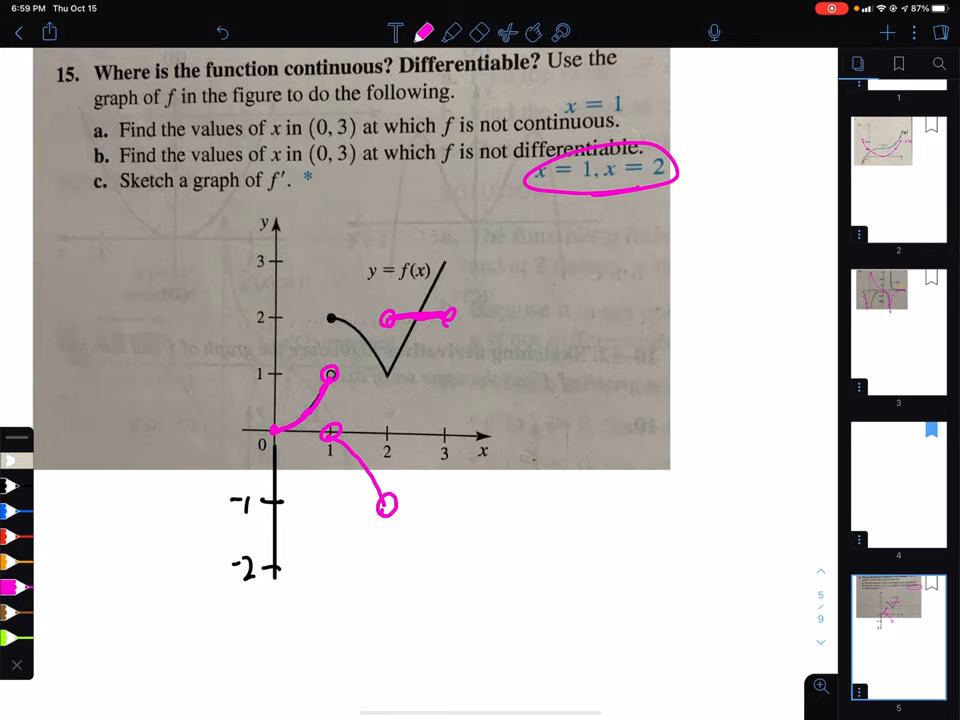 6:59 PM Thu Oct 15
87%
15. Where is the function continuous? Differentiable? Use the
graph of f in the figure to do the following.
x = 1
a. Find the values of x in (0, 3) at which f is not continuous.
b. Find the values of x in (0, 3) at which f is not differentiable.
x = 1, x = 2
c. Sketch a graph of f′. *
y
3
y = f(x)
2
1
0
1
2
3
x
-1
-2
1
2
3
4
5
5
/
9